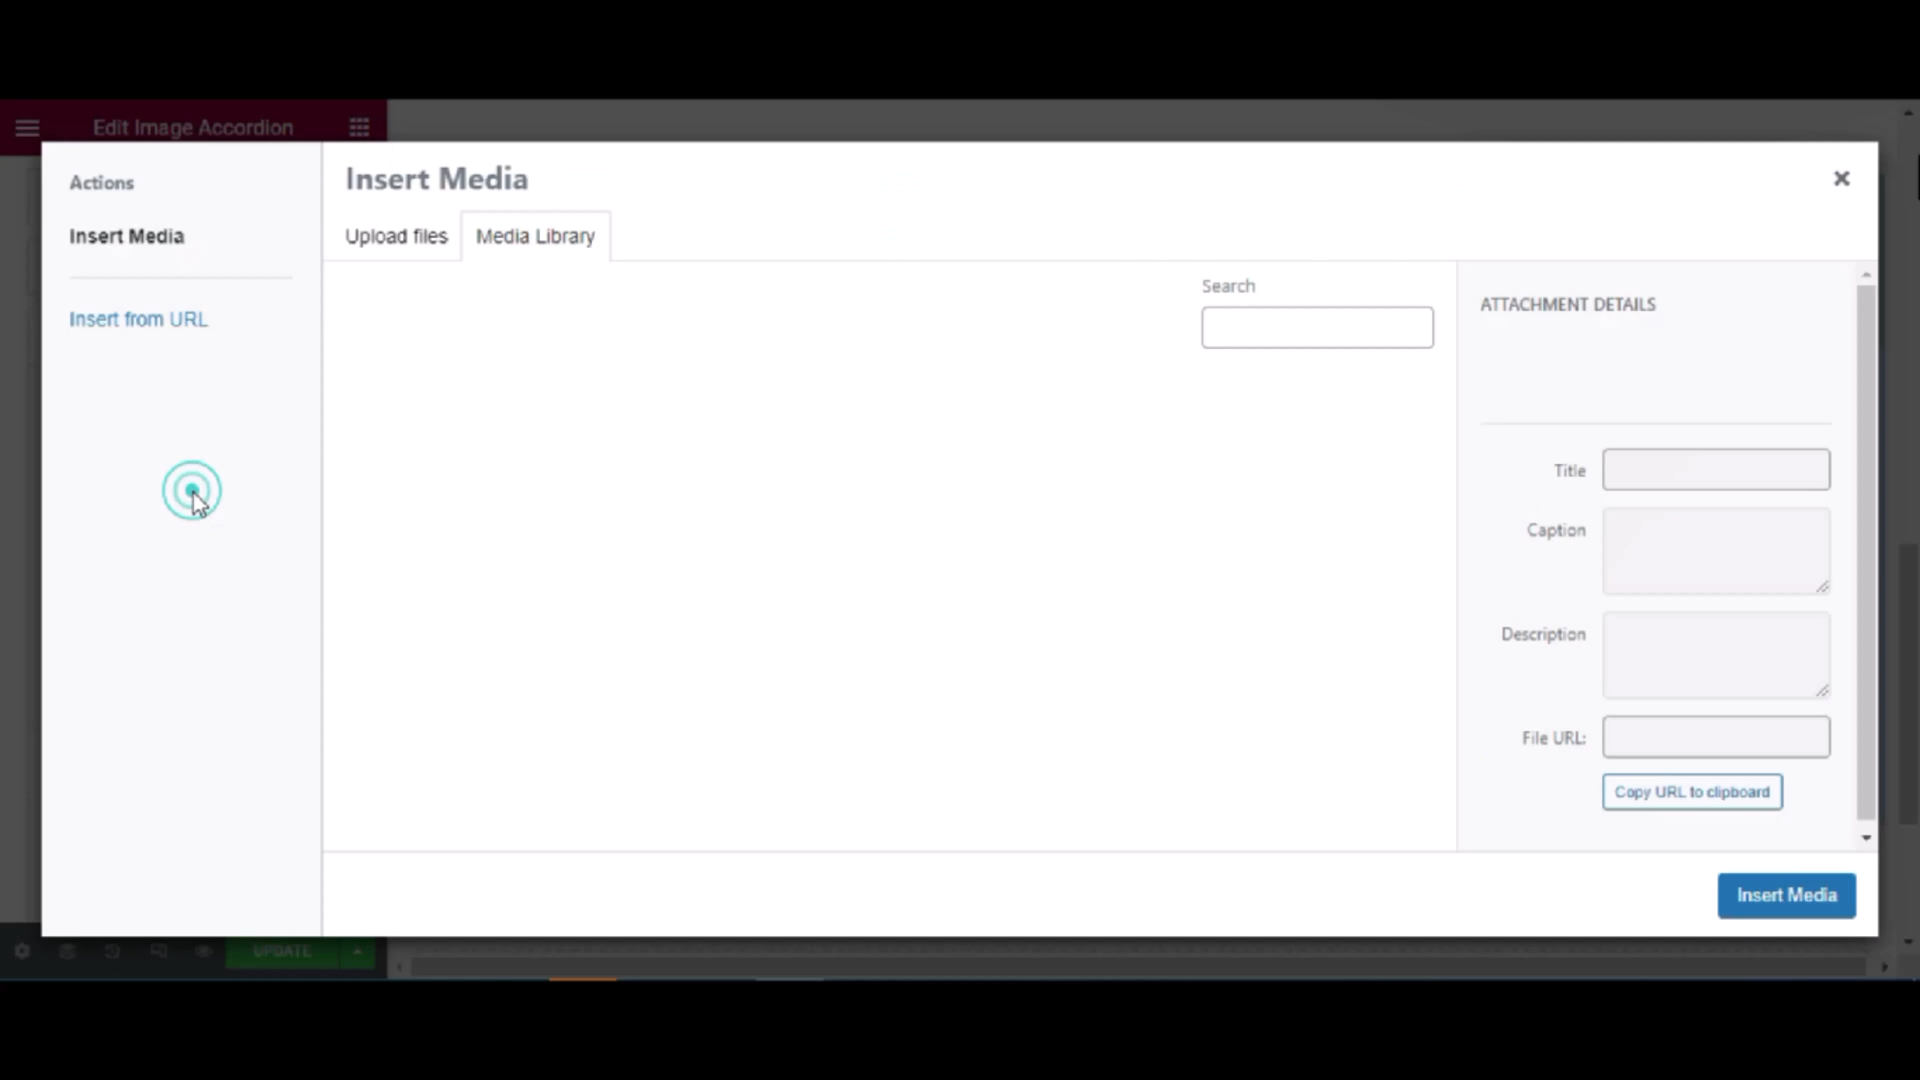 Edit Image Accordion
Actions
Insert Media
Insert from URL
Insert Media
Upload files
Media Library
Search
ATTACHMENT DETAILS
Title
Caption
Description
File URL:
Copy URL to clipboard
Insert Media
UPDATE